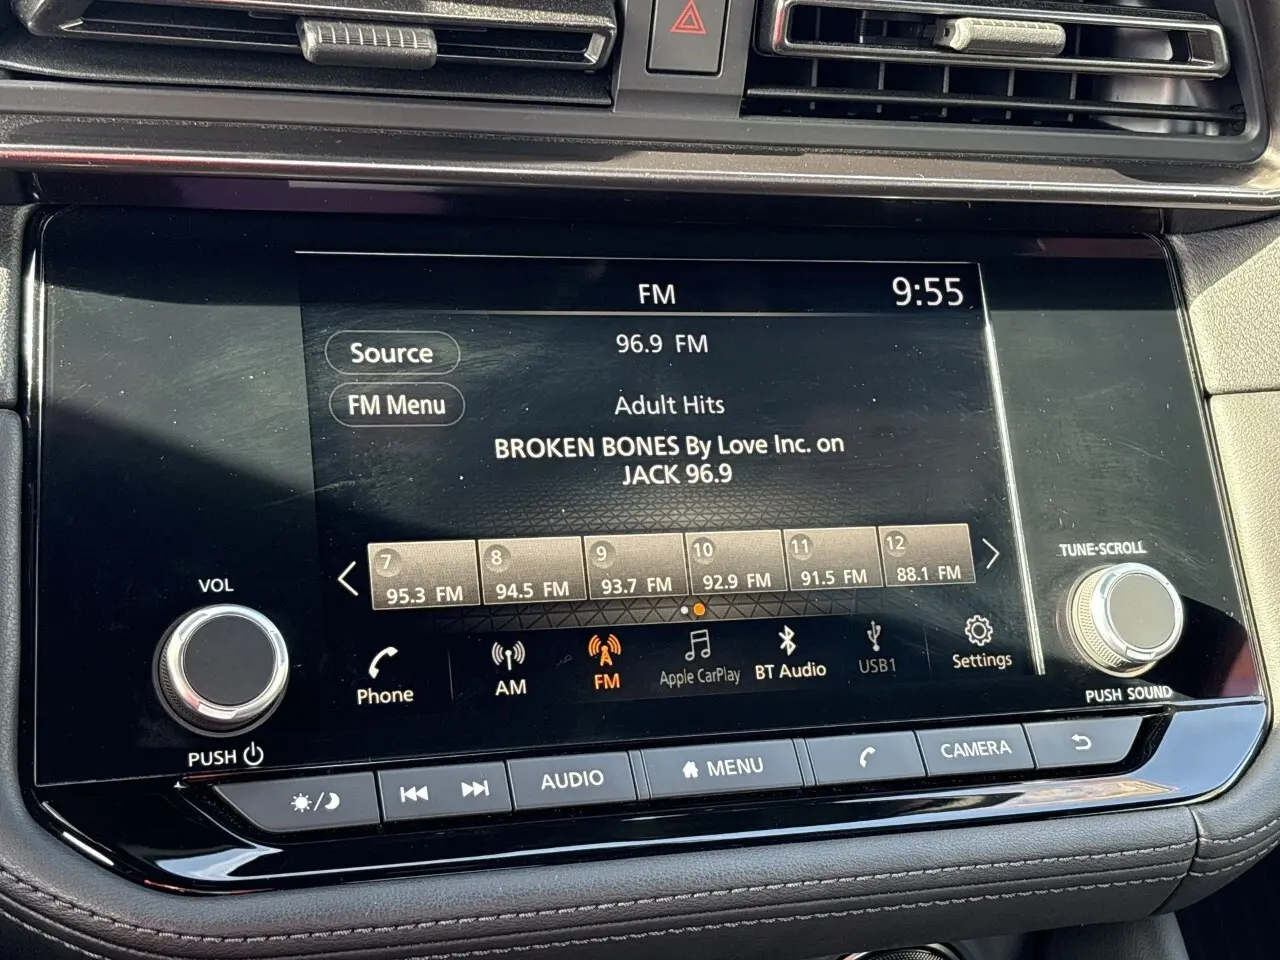 FM
9:55
Source
96.9 FM
FM Menu
Adult Hits
BROKEN BONES By Love Inc. on
JACK 96.9
7
95.3 FM
8
94.5 FM
9
93.7 FM
10
92.9 FM
11
91.5 FM
12
88.1 FM
Phone
AM
FM
Apple CarPlay
BT Audio
USB1
Settings
VOL
PUSH
TUNE·SCROLL
PUSH SOUND
AUDIO
MENU
CAMERA